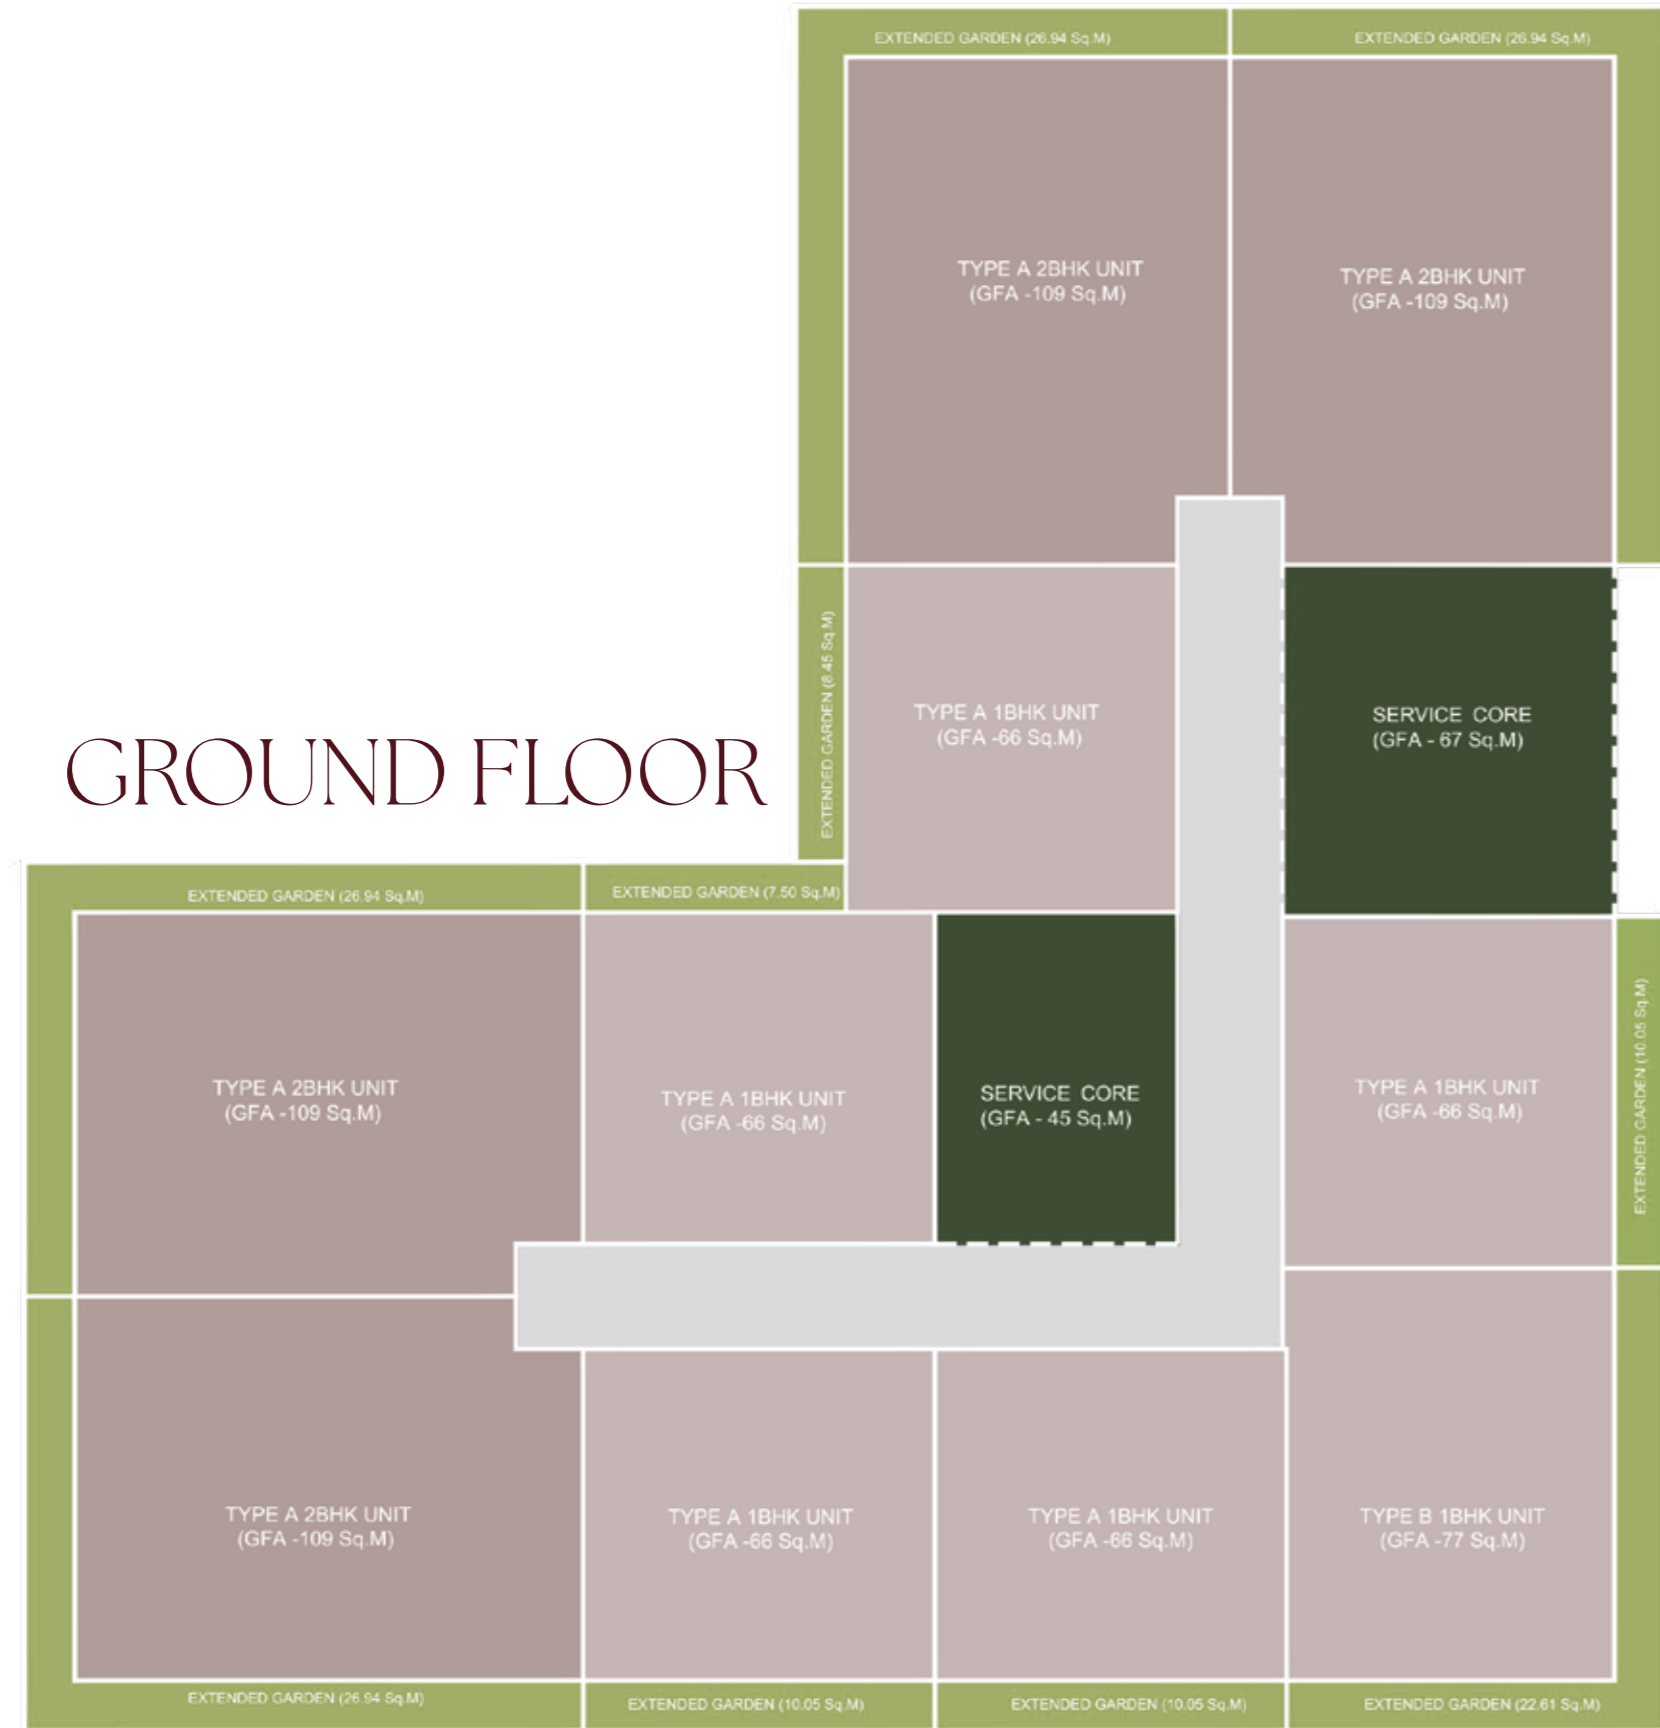 EXTENDED GARDEN (26.94 Sq.M)
EXTENDED GARDEN (26.94 Sq.M)
TYPE A 2BHK UNIT
(GFA -109 Sq.M)
TYPE A 2BHK UNIT
(GFA -109 Sq.M)
EXTENDED GARDEN (8.45 Sq.M)
TYPE A 1BHK UNIT
(GFA -66 Sq.M)
SERVICE CORE
(GFA - 67 Sq.M)
GROUND FLOOR
EXTENDED GARDEN (26.94 Sq.M)
EXTENDED GARDEN (7.50 Sq.M)
TYPE A 2BHK UNIT
(GFA -109 Sq.M)
TYPE A 1BHK UNIT
(GFA -66 Sq.M)
SERVICE CORE
(GFA - 45 Sq.M)
TYPE A 1BHK UNIT
(GFA -66 Sq.M)
EXTENDED GARDEN (10.05 Sq.M)
TYPE A 2BHK UNIT
(GFA -109 Sq.M)
TYPE A 1BHK UNIT
(GFA -66 Sq.M)
TYPE A 1BHK UNIT
(GFA -66 Sq.M)
TYPE B 1BHK UNIT
(GFA -77 Sq.M)
EXTENDED GARDEN (26.94 Sq.M)
EXTENDED GARDEN (10.05 Sq.M)
EXTENDED GARDEN (10.05 Sq.M)
EXTENDED GARDEN (22.61 Sq.M)